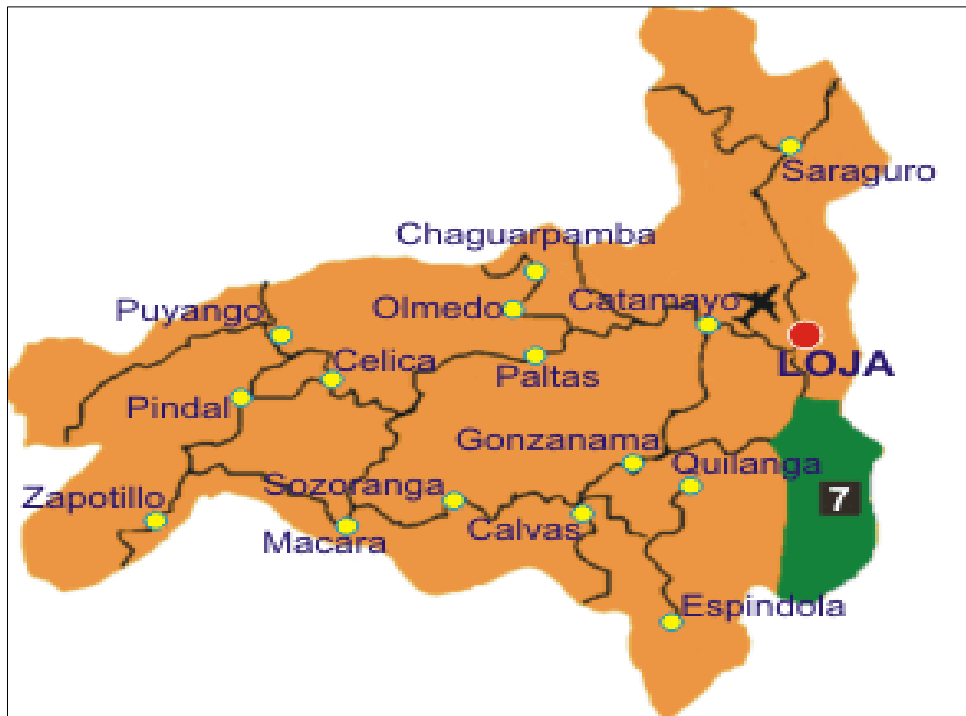 Saraguro
Chaguarpamba
Olmedo
Catamayo
Puyango
Celica
Paltas
LOJA
Pindal
Gonzanama
Quilanga
Zapotillo
Sozoranga
7
Calvas
Macara
Espindola